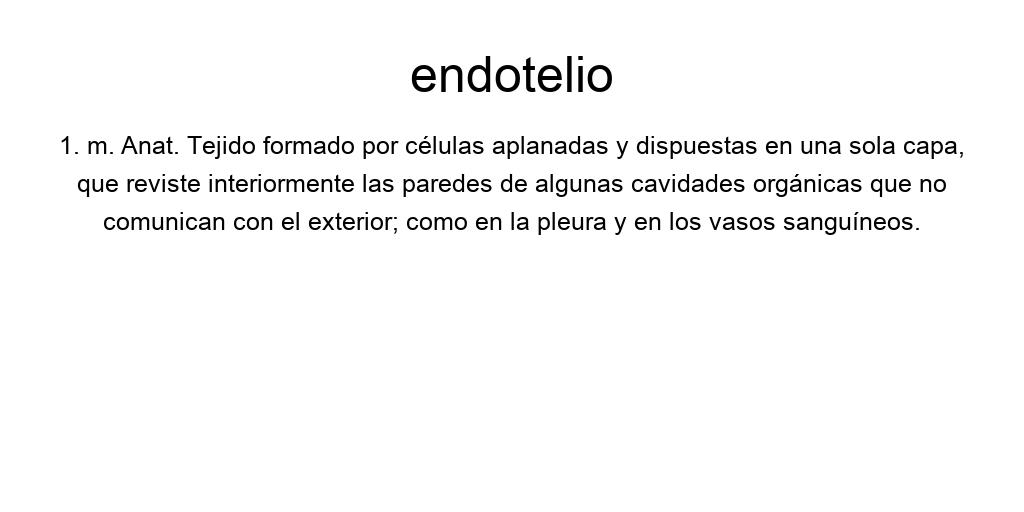 endotelio
1. m. Anat. Tejido formado por células aplanadas y dispuestas en una sola capa,
que reviste interiormente las paredes de algunas cavidades orgánicas que no
comunican con el exterior; como en la pleura y en los vasos sanguíneos.